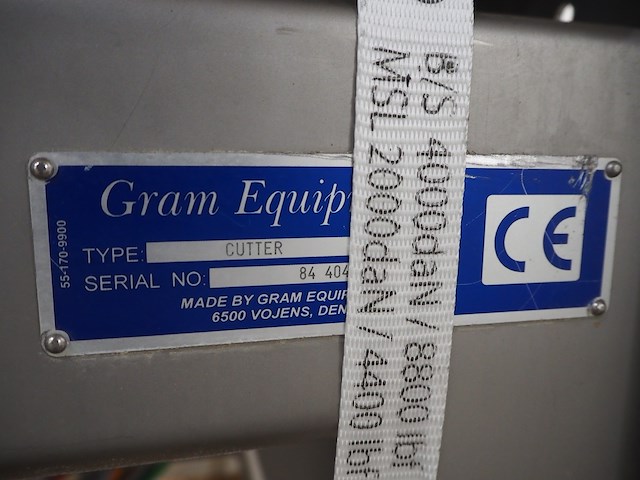 Gram Equip
TYPE: CUTTER
SERIAL NO: 84 404
MADE BY GRAM EQUIP
6500 VOJENS, DEN
55-170-9900
CE
B/S 4000daN/8800 lbf
MSL 2000daN/4400 lbf